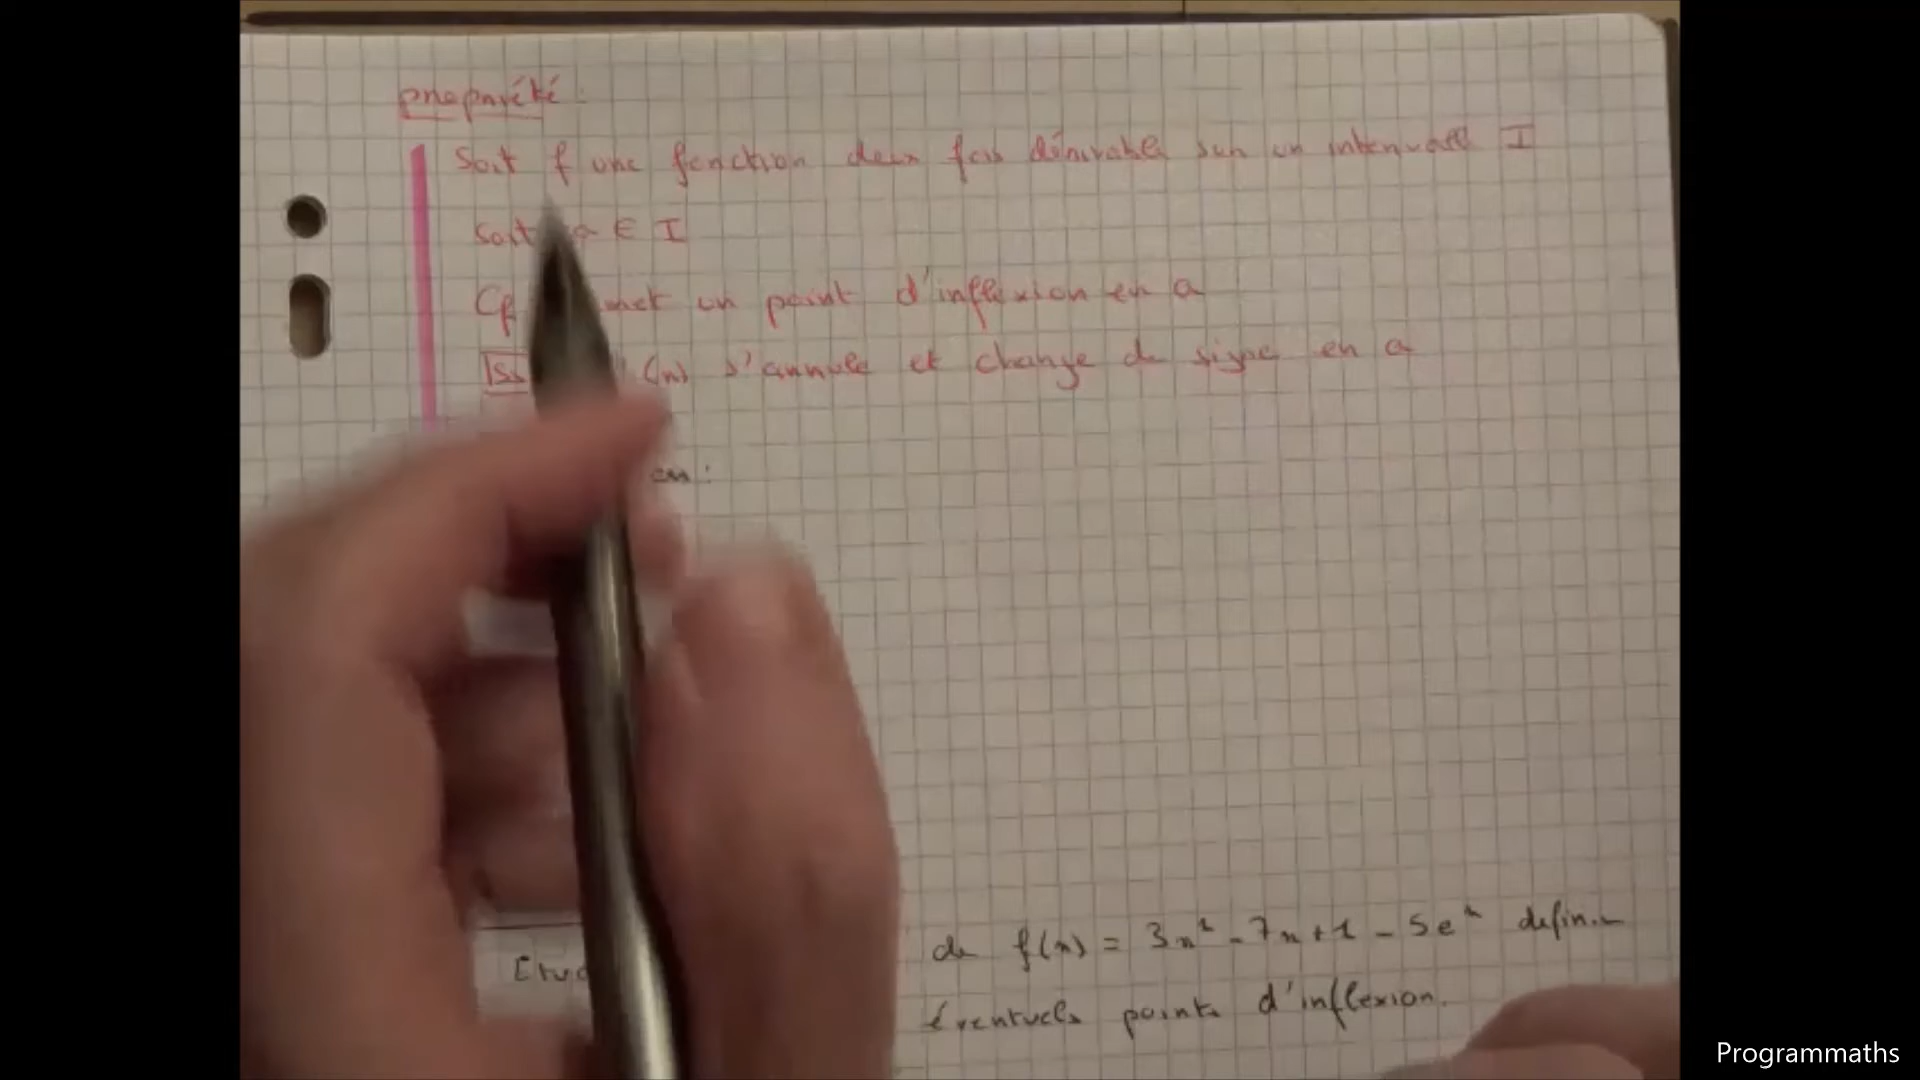 propriété :
Soit f une fonction deux fois dérivable sur un intervalle I
Soit a ∈ I
Cf un point d'inflexion en a
(x) s'annule et change de signe en a
de f(x) = 3x² - 7x + 1 - 5eˣ définie
éventuels points d'inflexion.
Programmaths